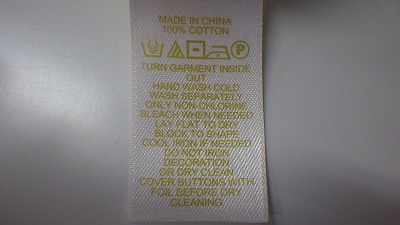 MADE IN CHINA
100% COTTON
P
TURN GARMENT INSIDE
OUT
HAND WASH COLD
WASH SEPARATELY
ONLY NON-CHLORINE
BLEACH WHEN NEEDED
LAY FLAT TO DRY
BLOCK TO SHAPE
COOL IRON IF NEEDED
DO NOT IRON
DECORATION
OR DRY CLEAN
COVER BUTTONS WITH
FOIL BEFORE DRY
CLEANING